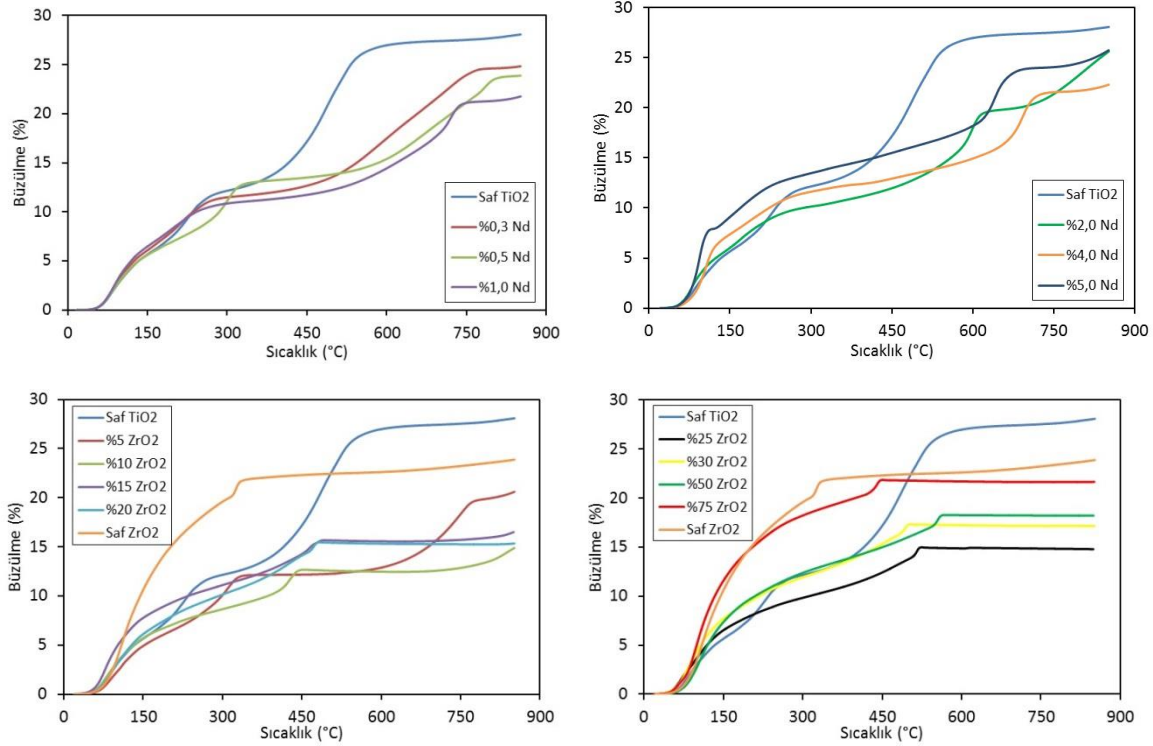 30
25
20
15
10
5
0
Büzülme (%)
0
150
300
450
600
750
900
Sıcaklık (°C)
Saf TiO2
%0,3 Nd
%0,5 Nd
%1,0 Nd
30
25
20
15
10
5
0
Büzülme (%)
0
150
300
450
600
750
900
Sıcaklık (°C)
Saf TiO2
%2,0 Nd
%4,0 Nd
%5,0 Nd
30
25
20
15
10
5
0
Büzülme (%)
0
150
300
450
600
750
900
Sıcaklık (°C)
Saf TiO2
%5 ZrO2
%10 ZrO2
%15 ZrO2
%20 ZrO2
Saf ZrO2
30
25
20
15
10
5
0
Büzülme (%)
0
150
300
450
600
750
900
Sıcaklık (°C)
Saf TiO2
%25 ZrO2
%30 ZrO2
%50 ZrO2
%75 ZrO2
Saf ZrO2